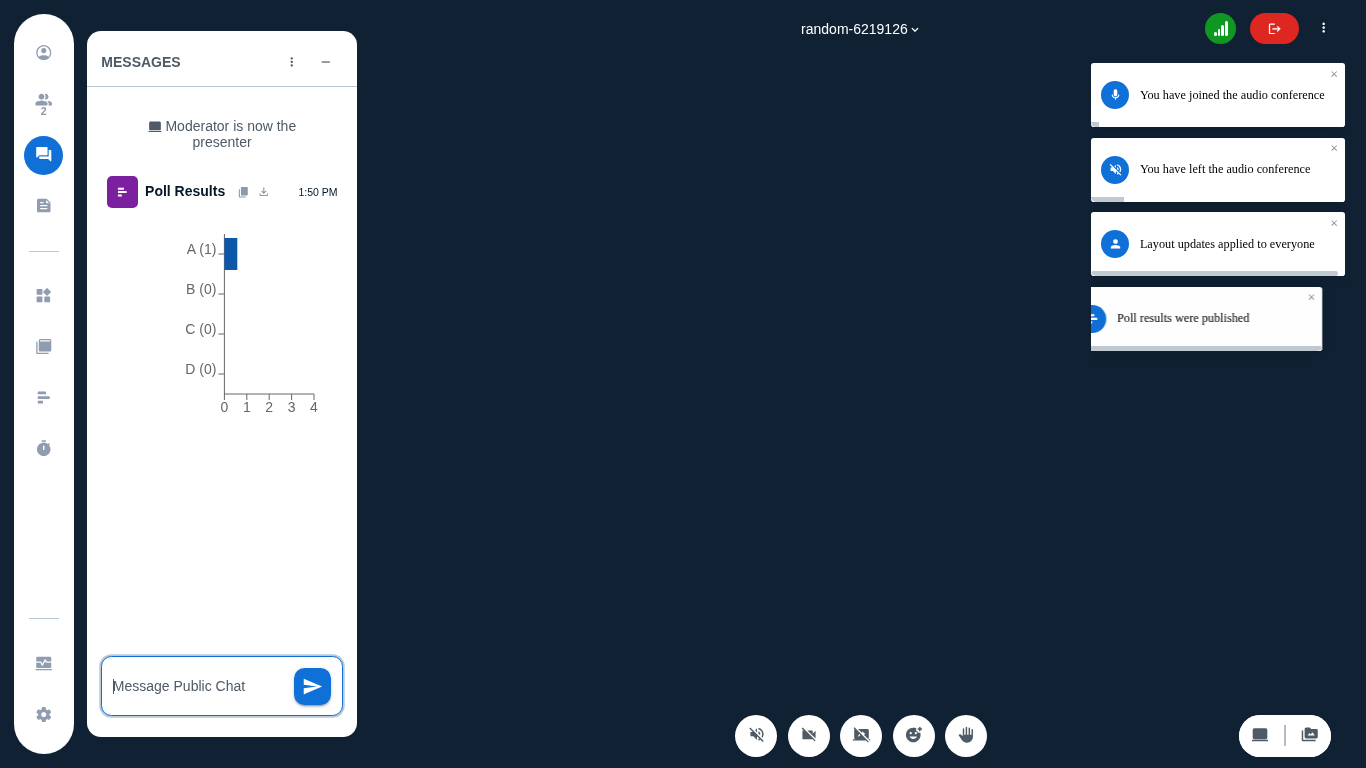 random-6219126
2
MESSAGES
Moderator is now the
presenter
Poll Results
1:50 PM
A (1)
B (0)
C (0)
D (0)
0 1 2 3 4
Message Public Chat
You have joined the audio conference
You have left the audio conference
Layout updates applied to everyone
Poll results were published